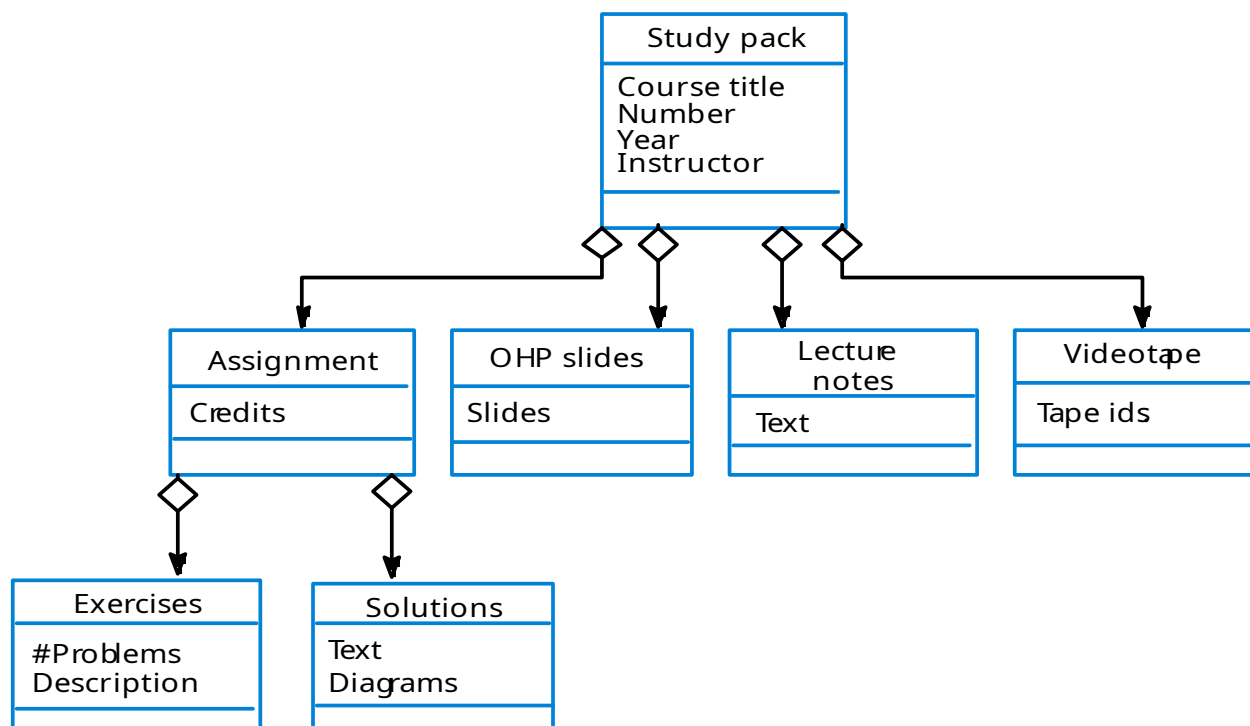 Study pack
Course title
Number
Year
Instructor
Assignment
Credits
OHP slides
Slides
Lecture
notes
Text
Videotape
Tape ids.
Exercises
#Problems
Description
Solutions
Text
Diagrams